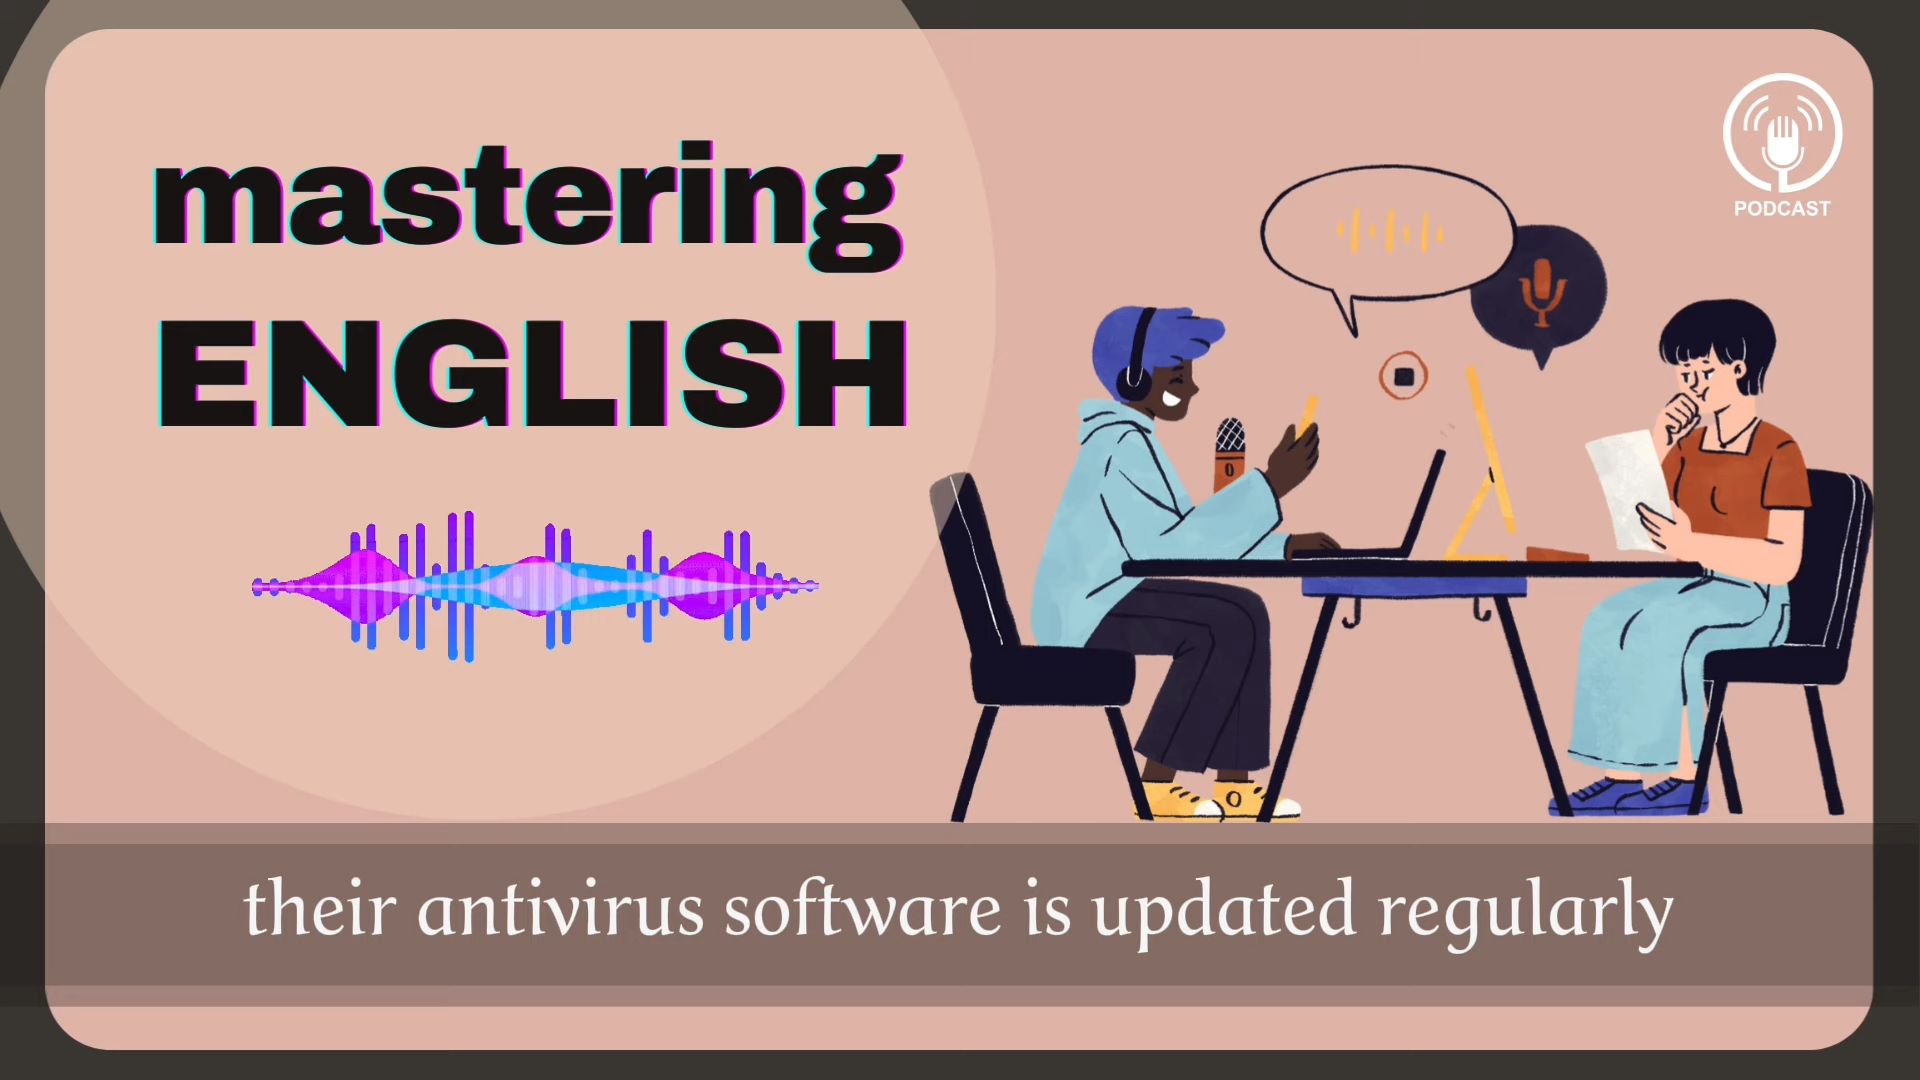 mastering
ENGLISH
PODCAST
their antivirus software is updated regularly